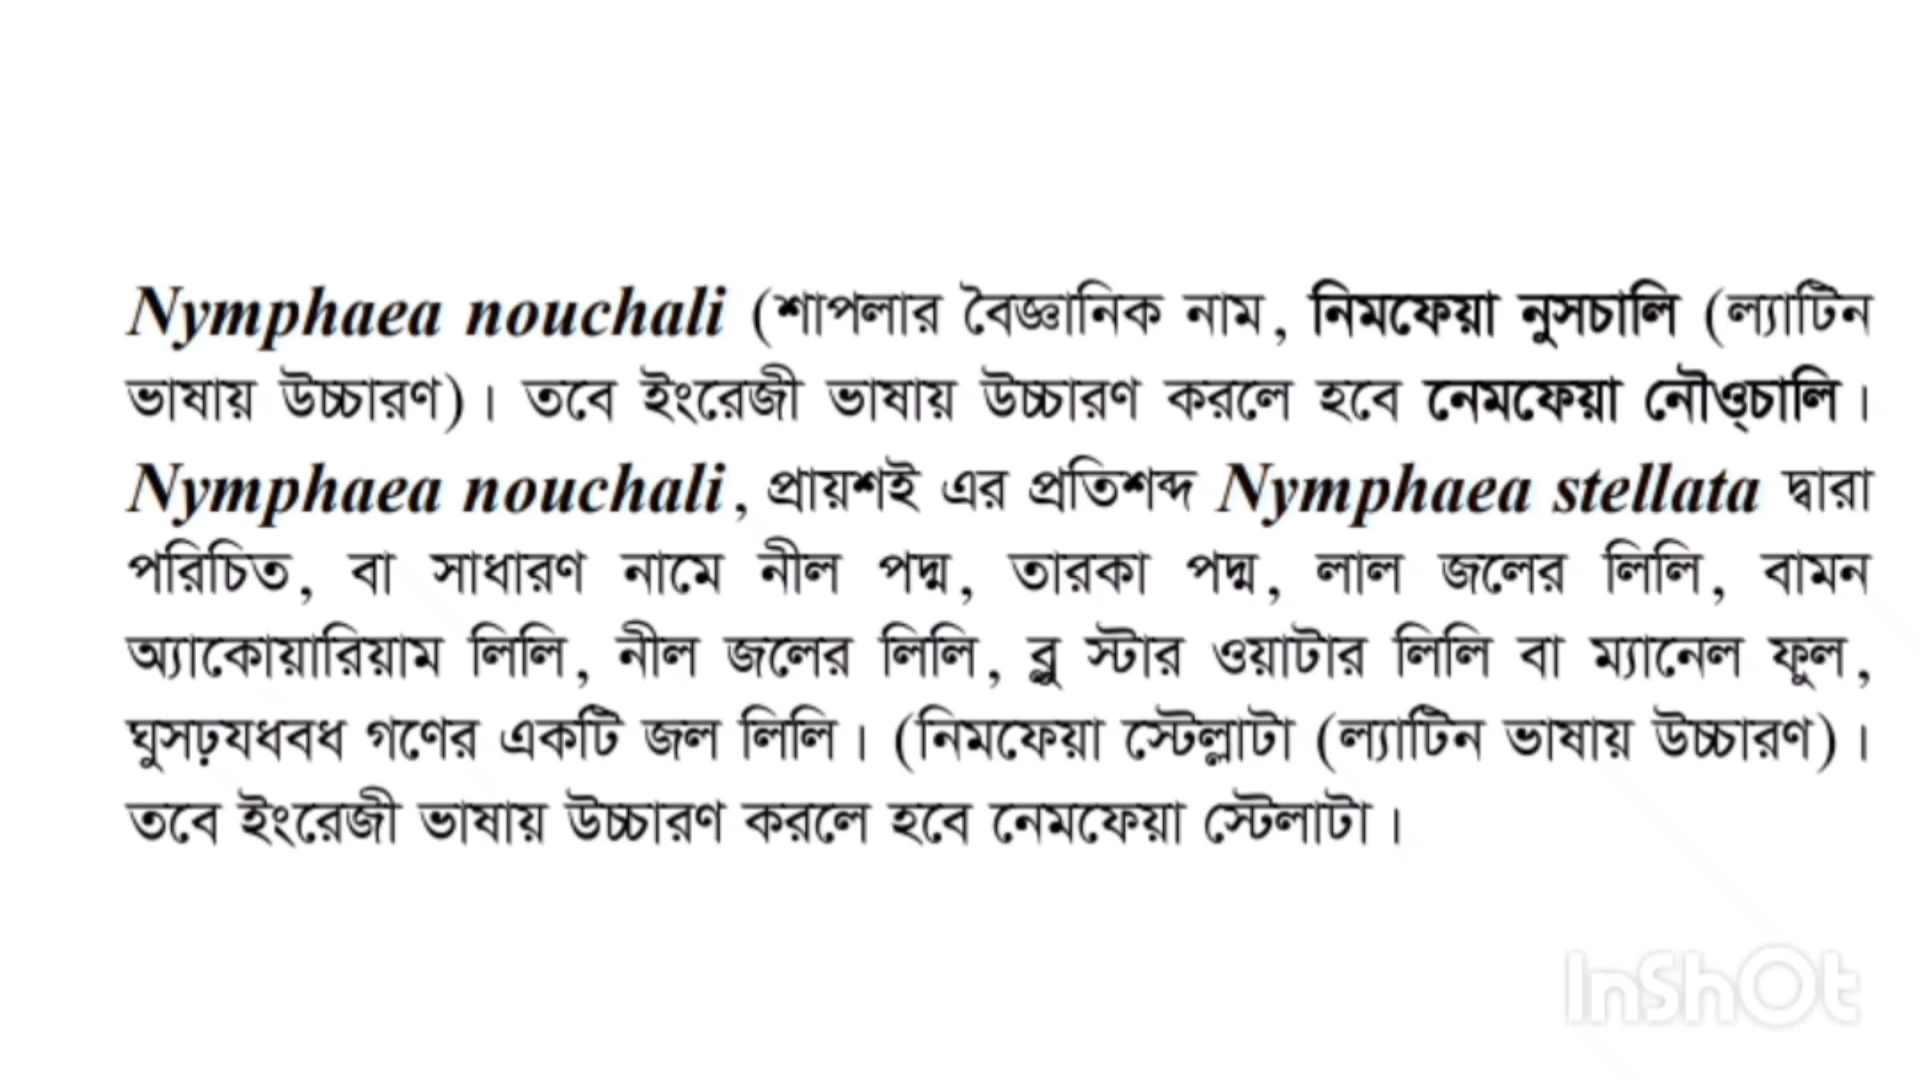 Nymphaea nouchali (শাপলার বৈজ্ঞানিক নাম, নিমফেয়া নুসচালি (ল্যাটিন
ভাষায় উচ্চারণ)। তবে ইংরেজী ভাষায় উচ্চারণ করলে হবে নেমফেয়া নৌওচালি।
Nymphaea nouchali, প্রায়শই এর প্রতিশব্দ Nymphaea stellata দ্বারা
পরিচিত, বা সাধারণ নামে নীল পদ্ম, তারকা পদ্ম, লাল জলের লিলি, বামন
অ্যাকোয়ারিয়াম লিলি, নীল জলের লিলি, ব্লু স্টার ওয়াটার লিলি বা ম্যানেল ফুল,
ঘুসঢ়যধবধ গণের একটি জল লিলি। (নিমফেয়া স্টেল্লাটা (ল্যাটিন ভাষায় উচ্চারণ)।
তবে ইংরেজী ভাষায় উচ্চারণ করলে হবে নেমফেয়া স্টেলাটা।
InShOt